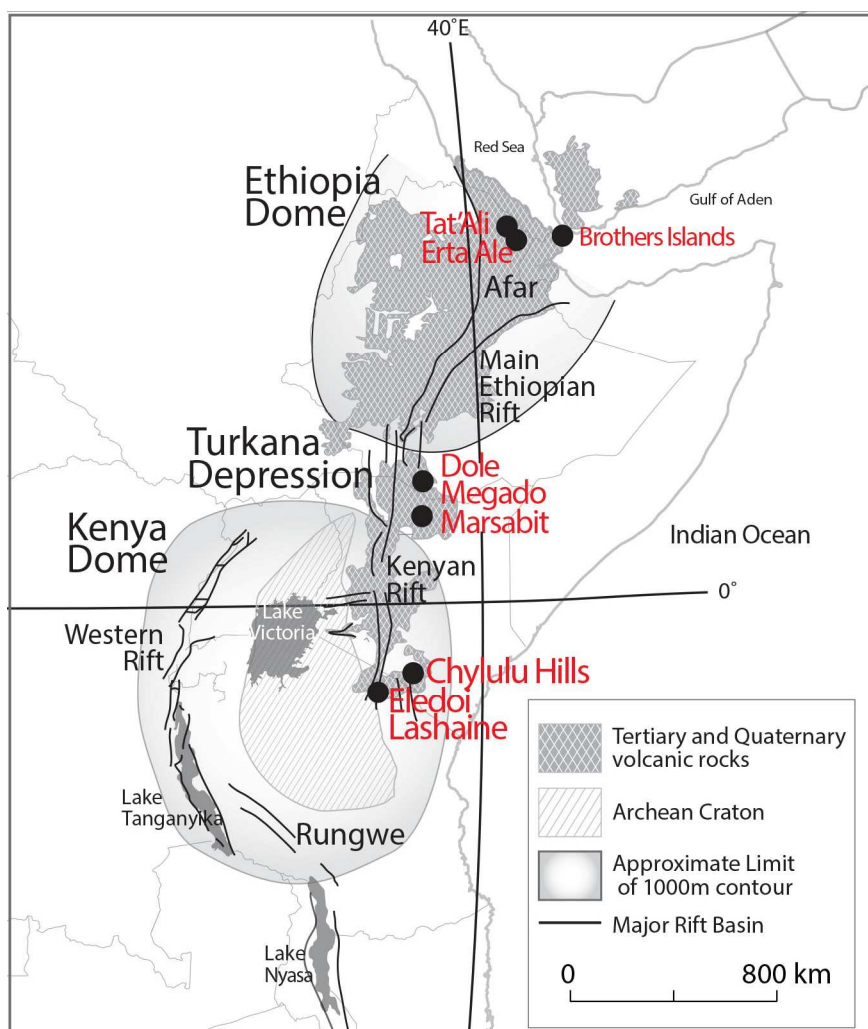 40°E
Red Sea
Ethiopia
Dome
Gulf of Aden
Tat'Ali
Erta Ale
Brothers Islands
Afar
Main
Ethiopian
Rift
Turkana
Depression
Dole
Megado
Marsabit
Kenya
Dome
Indian Ocean
Kenyan
Rift
0°
Western
Rift
s Lake
Victoria
Chylulu Hills
Eledoi
Lashaine
Lake
Tanganyika
Rungwe
Lake
Nyasa
Tertiary and Quaternary
volcanic rocks
Archean Craton
Approximate Limit
of 1000m contour
Major Rift Basin
0
800 km